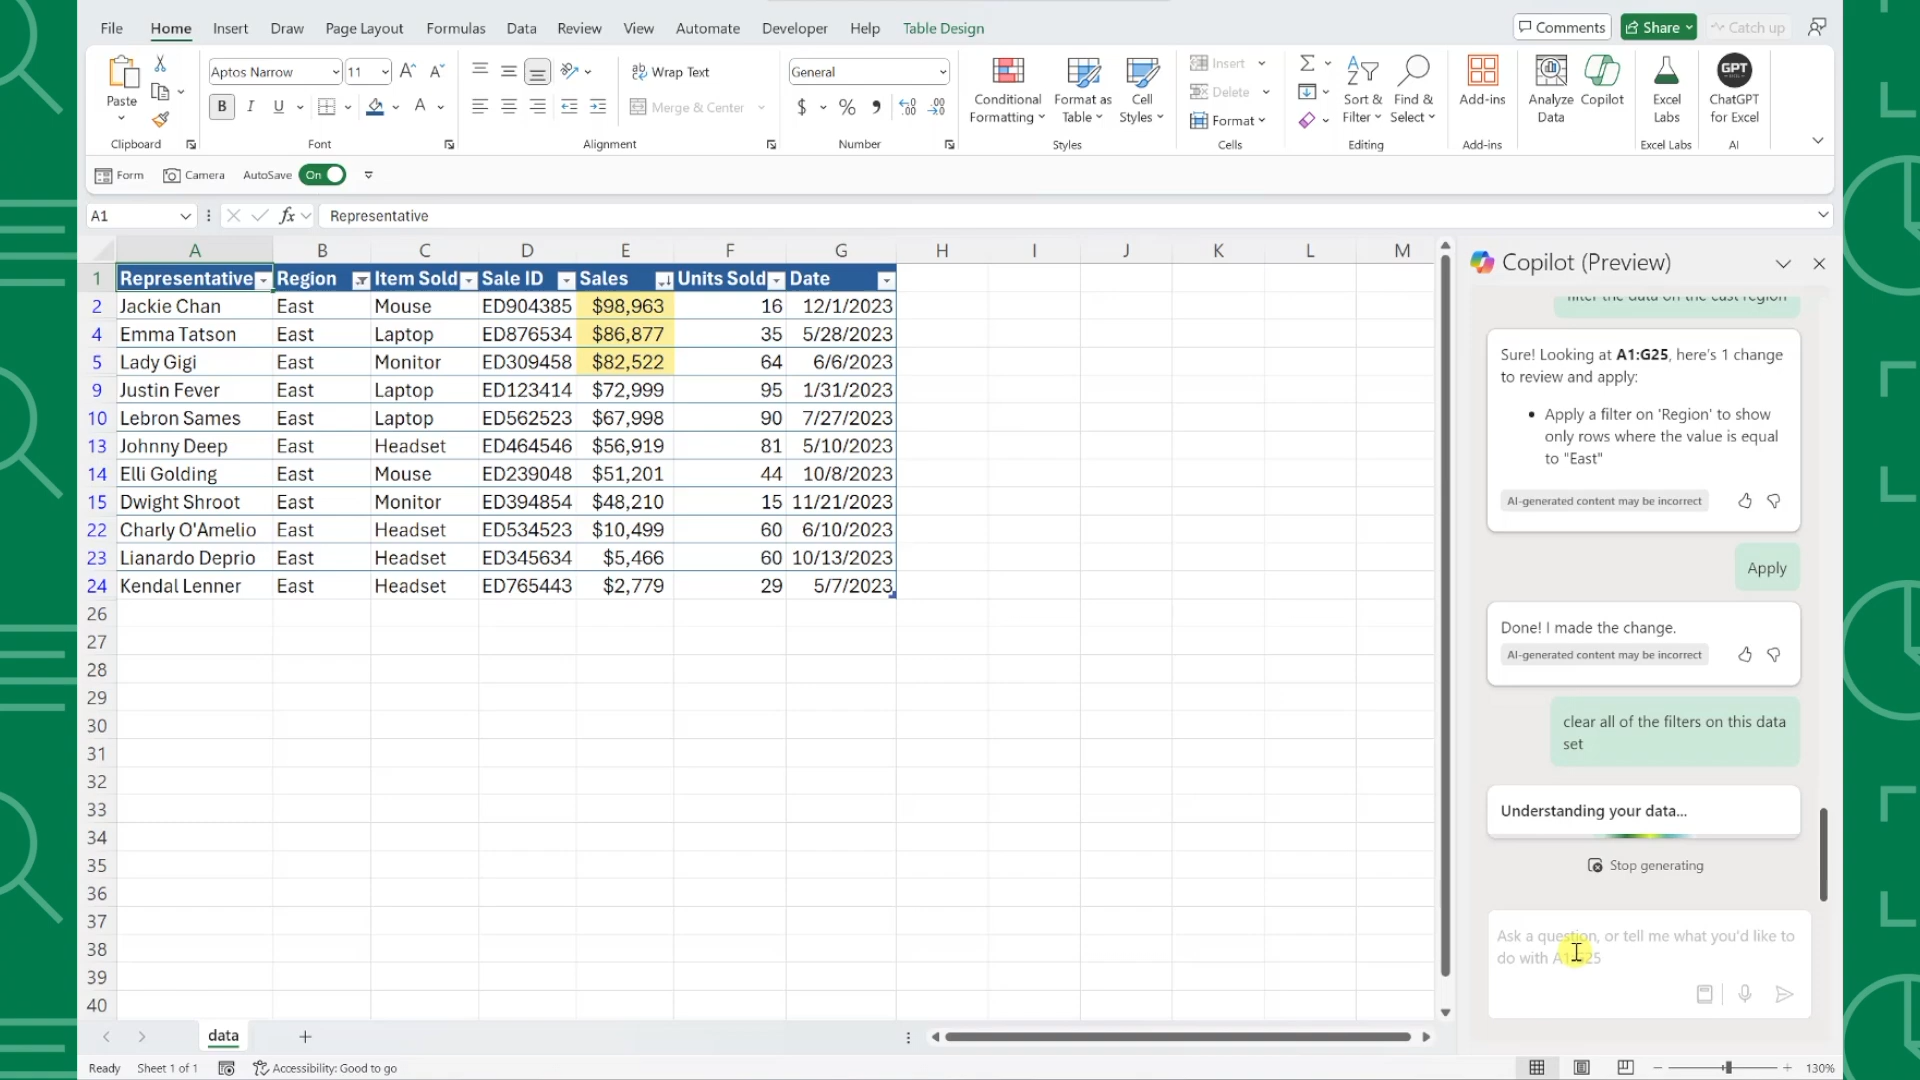 File Home Insert Draw Page Layout Formulas Data Review View Automate Developer Help Table Design Comments Share Catch up
Paste
Clipboard
Aptos Narrow 11
B I U A
Font
Wrap Text
Merge & Center
Alignment
General
$ % ,
Number
Conditional Formatting
Format as Table
Cell Styles
Styles
Insert
Delete
Format
Cells
Sort & Filter
Find & Select
Editing
Add-ins
Add-ins
Analyze Data
Copilot
Excel Labs
Excel Labs
GPT
ChatGPT for Excel
AI
Form Camera AutoSave On
A1 fx Representative
A B C D E F G H I J K L M
1 Representative Region Item Sold Sale ID Sales Units Sold Date
2 Jackie Chan East Mouse ED904385 $98,963 16 12/1/2023
4 Emma Tatson East Laptop ED876534 $86,877 35 5/28/2023
5 Lady Gigi East Monitor ED309458 $82,522 64 6/6/2023
9 Justin Fever East Laptop ED123414 $72,999 95 1/31/2023
10 Lebron Sames East Laptop ED562523 $67,998 90 7/27/2023
13 Johnny Deep East Headset ED464546 $56,919 81 5/10/2023
14 Elli Golding East Mouse ED239048 $51,201 44 10/8/2023
15 Dwight Shroot East Monitor ED394854 $48,210 15 11/21/2023
22 Charly O'Amelio East Headset ED534523 $10,499 60 6/10/2023
23 Lianardo Deprio East Headset ED345634 $5,466 60 10/13/2023
24 Kendal Lenner East Headset ED765443 $2,779 29 5/7/2023
26
27
28
29
30
31
32
33
34
35
36
37
38
39
40
Copilot (Preview)
filter the data on the east region
Sure! Looking at A1:G25, here's 1 change
to review and apply:
• Apply a filter on 'Region' to show
only rows where the value is equal
to "East"
AI-generated content may be incorrect
Apply
Done! I made the change.
AI-generated content may be incorrect
clear all of the filters on this data
set
Understanding your data...
Stop generating
Ask a question, or tell me what you'd like to
do with A1:G25
data
Ready Sheet 1 of 1 Accessibility: Good to go 130%